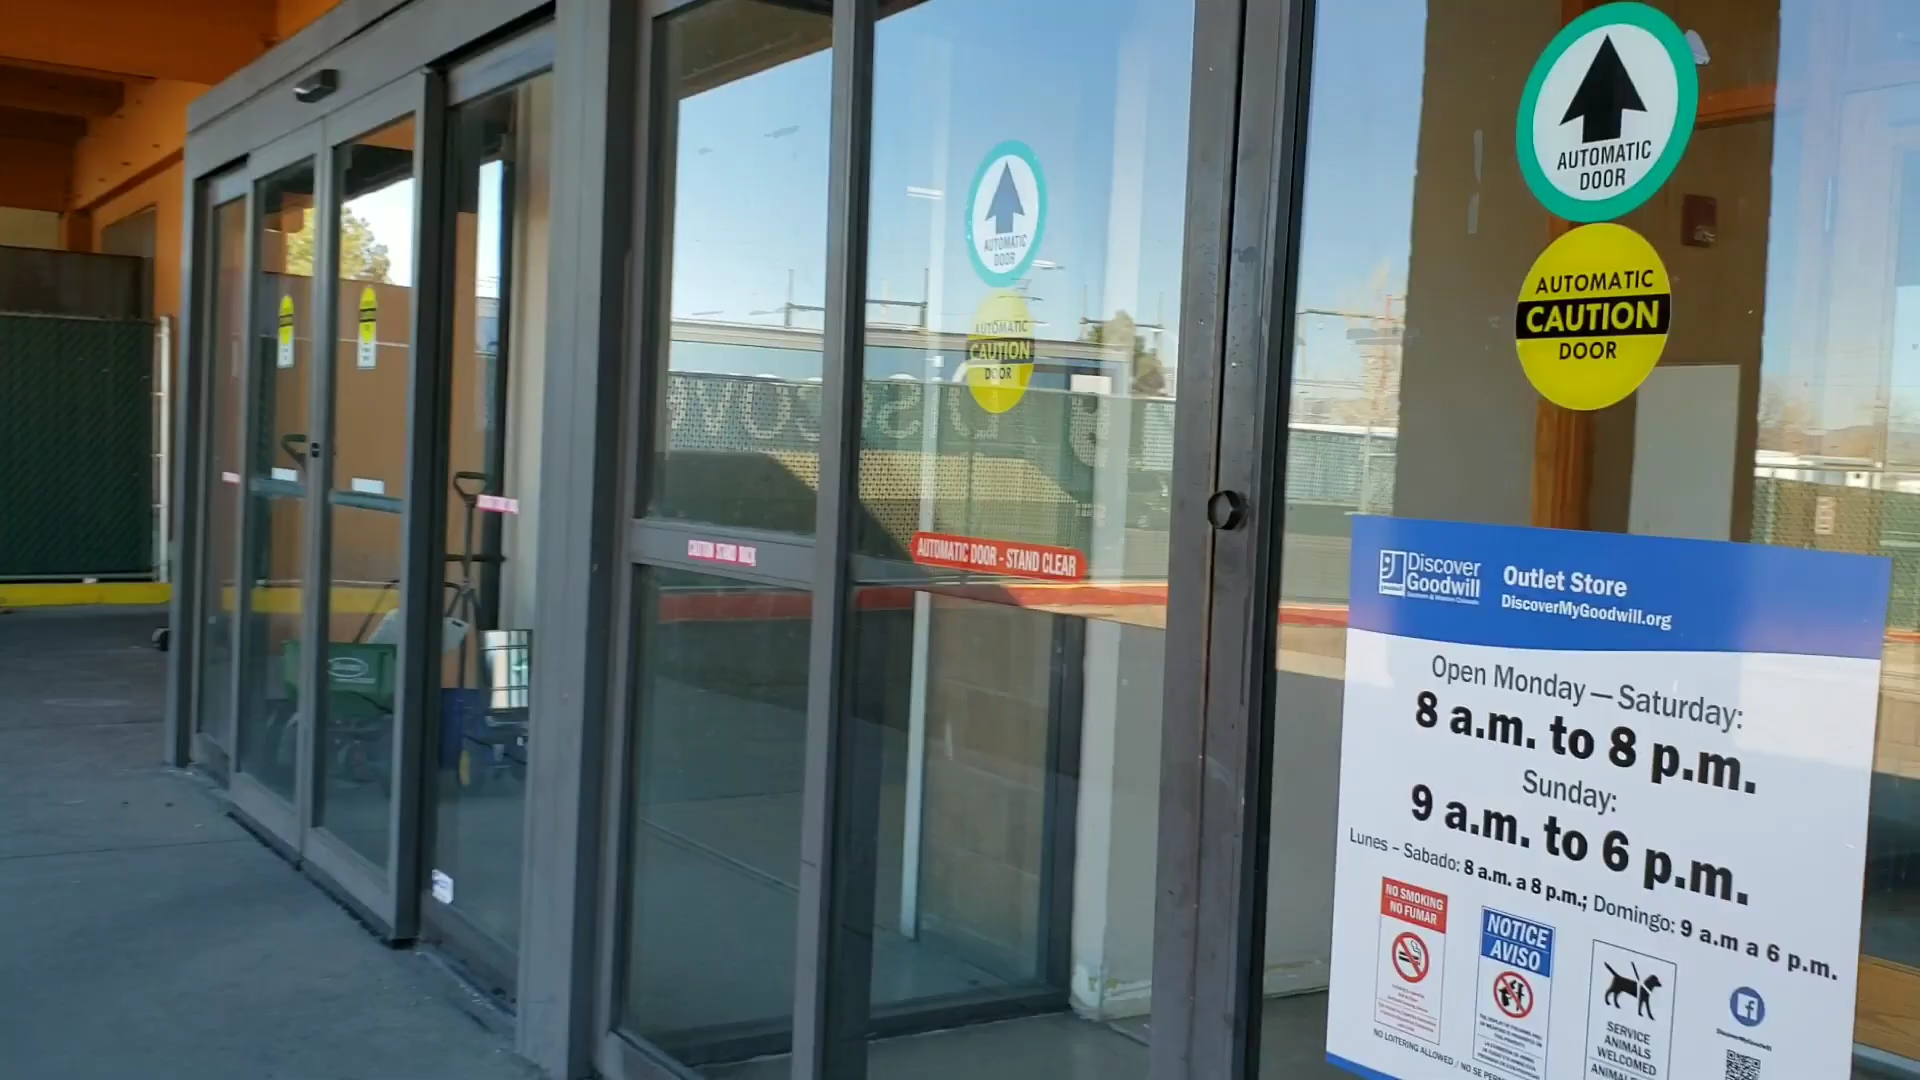 AUTOMATIC
DOOR
AUTOMATIC
CAUTION
DOOR
AUTOMATIC
DOOR
AUTOMATIC
CAUTION
DOOR
AUTOMATIC DOOR - STAND CLEAR
Discover
Goodwill
Outlet Store
DiscoverMyGoodwill.org
Open Monday — Saturday:
8 a.m. to 8 p.m.
Sunday:
9 a.m. to 6 p.m.
Lunes – Sabado: 8 a.m. a 8 p.m.; Domingo: 9 a.m a 6 p.m.
NO SMOKING
NO FUMAR
NOTICE
AVISO
SERVICE
ANIMALS
WELCOMED
NO LOITERING ALLOWED / NO SE